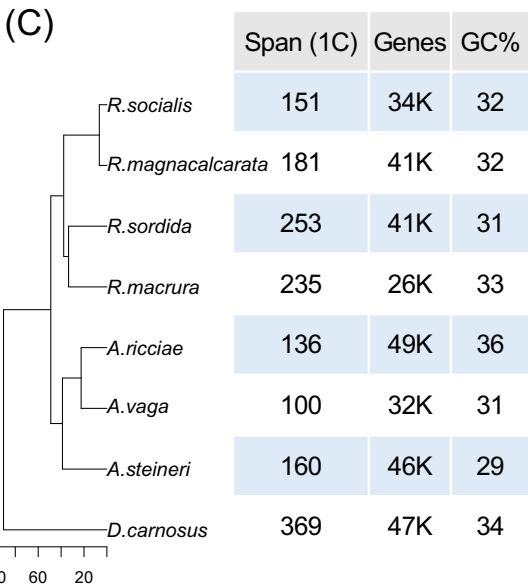 (C)
Span (1C) Genes GC%
R.socialis 151 34K 32
R.magnacalcarata 181 41K 32
R.sordida 253 41K 31
R.macrura 235 26K 33
A.ricciae 136 49K 36
A.vaga 100 32K 31
A.steineri 160 46K 29
D.carnosus 369 47K 34
0 60 20